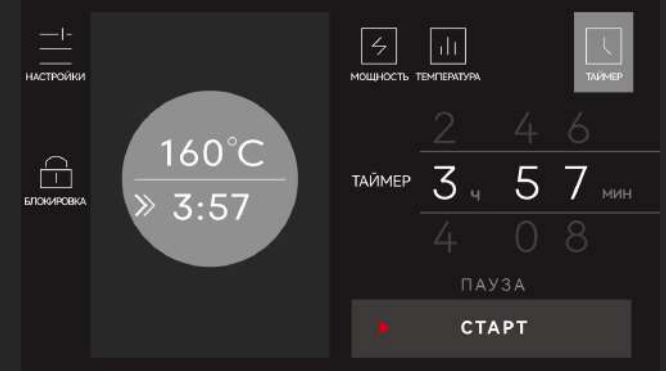 НАСТРОЙКИ
БЛОКИРОВКА
160°C
3:57
МОЩНОСТЬ ТЕМПЕРАТУРА ТАЙМЕР
2 4 6
ТАЙМЕР 3 ч 5 7 мин
4 0 8
ПАУЗА
СТАРТ